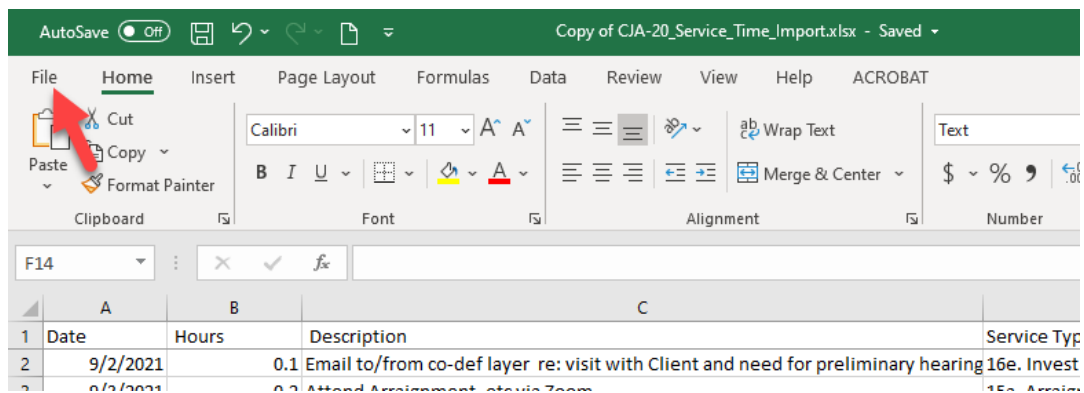 AutoSave Off Copy of CJA-20_Service_Time_Import.xlsx - Saved
File Home Insert Page Layout Formulas Data Review View Help ACROBAT
Cut
Copy
Format Painter
Paste
Calibri 11 A A
B I U A
ab Wrap Text
Merge & Center
Text
$ % 9 .00
Clipboard Font Alignment Number
F14 fx
A B C
1 Date Hours Description Service Typ
2 9/2/2021 0.1 Email to/from co-def layer re: visit with Client and need for preliminary hearing 16e. Invest